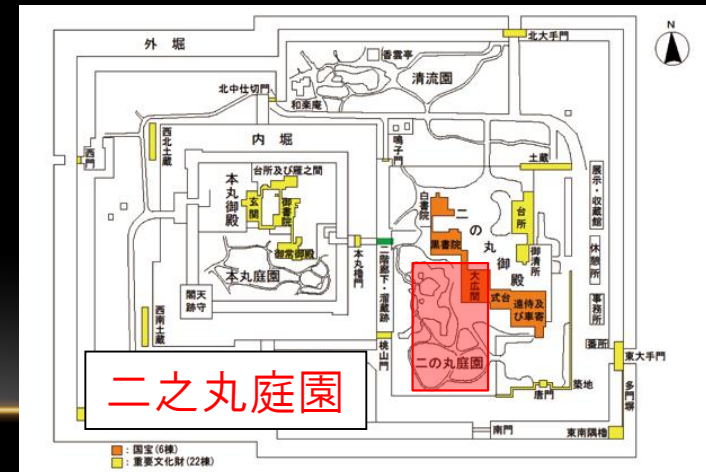 N
外堀
北大手門
香雲亭
清流園
和楽庵
北中仕切門
西門
西北土蔵
内堀
鳴子門
土蔵
台所及び雁之間
本丸御殿
玄関
御書院
御常御殿
本丸庭園
天守閣跡
西南土蔵
本丸櫓門
二階廊下・溜蔵跡
桃山門
白書院
黒書院
二の丸御殿
大広間
式台
遠侍及び車寄
台所
御清所
展示・収蔵館
休憩所
事務所
番所
東大手門
二の丸庭園
築地
唐門
多門塀
南門
東南隅櫓
二之丸庭園
：国宝(6棟)
：重要文化財(22棟)